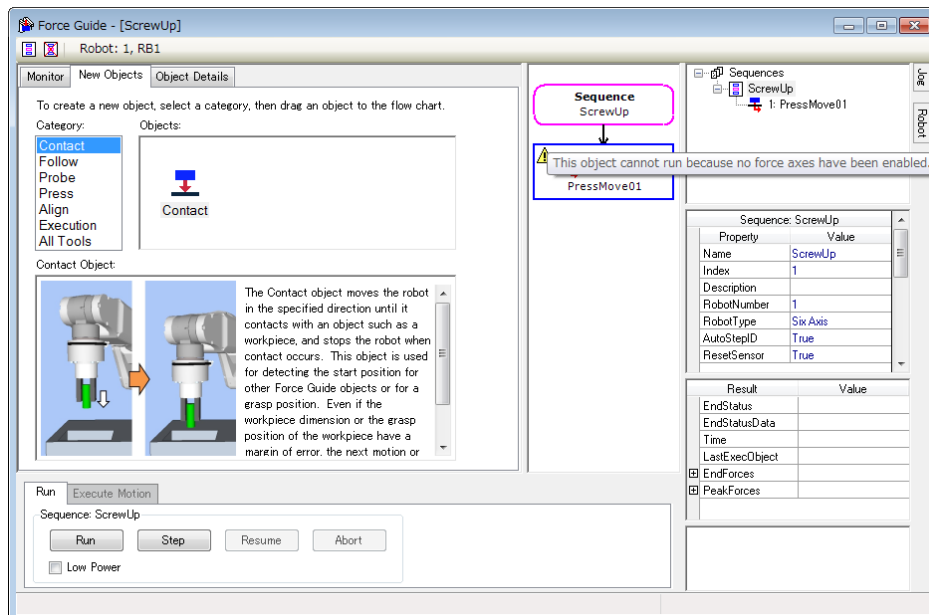 Force Guide - [ScrewUp]
Robot: 1, RB1
Monitor New Objects Object Details
To create a new object, select a category, then drag an object to the flow chart.
Category: Objects:
Contact
Follow
Probe
Press
Align
Execution
All Tools
Contact
Contact Object:
The Contact object moves the robot
in the specified direction until it
contacts with an object such as a
workpiece, and stops the robot when
contact occurs. This object is used
for detecting the start position for
other Force Guide objects or for a
grasp position. Even if the
workpiece dimension or the grasp
position of the workpiece have a
margin of error, the next motion or
Sequence
ScrewUp
This object cannot run because no force axes have been enabled.
PressMove01
Sequences
ScrewUp
1: PressMove01
Jog
Robot
Sequence: ScrewUp
Property Value
Name ScrewUp
Index 1
Description
RobotNumber 1
RobotType Six Axis
AutoStepID True
ResetSensor True
Result Value
EndStatus
EndStatusData
Time
LastExecObject
EndForces
PeakForces
Run Execute Motion
Sequence: ScrewUp
Run Step Resume Abort
Low Power